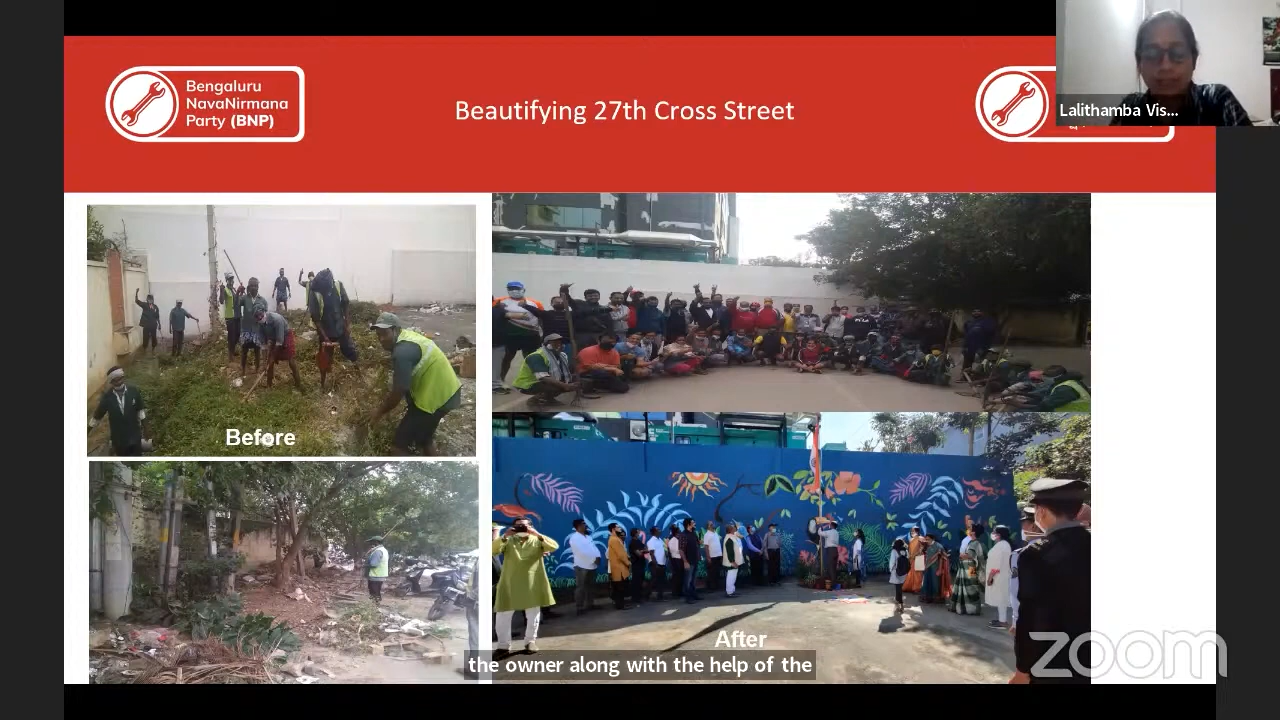 Bengaluru
NavaNirmana
Party (BNP)
Beautifying 27th Cross Street
Lalithamba Vis...
Before
After
the owner along with the help of the
zoom